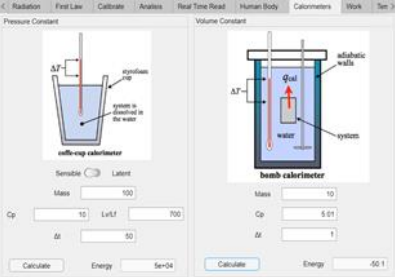 Radiation First Law Calibrate Analisis Real Time Read Human Body Calorimeters Work
Pressure Constant
ΔT
styrofoam
cup
system is
dissolved in
the water
coffe-cup calorimeter
Sensible Latent
Mass 100
Cp 10 Lv/Lf 700
Δt 50
Calculate Energy 5e+04
Volume Constant
adiabatic
walls
qcal
ΔT
water
system
bomb calorimeter
Mass 10
Cp 5.01
Δt 1
Calculate Energy -50.1